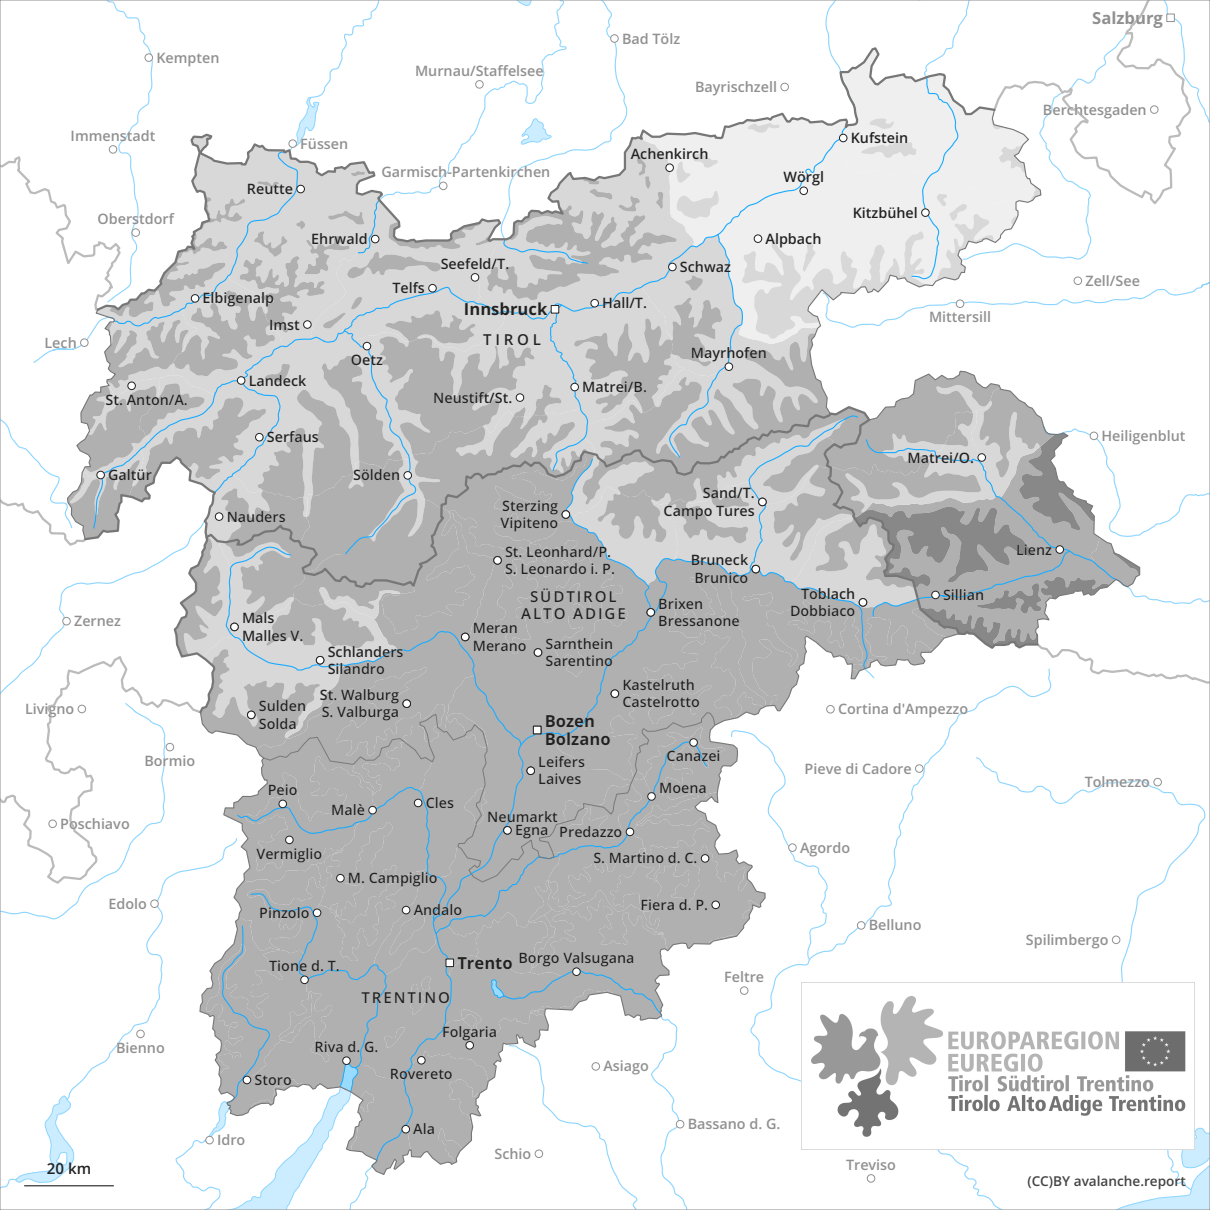 Salzburg
Bad Tölz
Kempten
Murnau/Staffelsee
Bayrischzell
Berchtesgaden
Immenstadt
Füssen
Kufstein
Achenkirch
Garmisch-Partenkirchen
Wörgl
Reutte
Oberstdorf
Kitzbühel
Ehrwald
Alpbach
Seefeld/T.
Schwaz
Zell/See
Telfs
Elbigenalp
Hall/T.
Innsbruck
Mittersill
Imst
Lech
TIROL
Oetz
Mayrhofen
Landeck
Matrei/B.
St. Anton/A.
Neustift/St.
Serfaus
Heiligenblut
Matrei/O.
Galtür
Sölden
Sand/T.
Campo Tures
Sterzing
Vipiteno
Nauders
St. Leonhard/P.
S. Leonardo i. P.
Lienz
Bruneck
Brunico
SÜDTIROL
ALTO ADIGE
Toblach
Dobbiaco
Sillian
Brixen
Bressanone
Zernez
Mals
Malles V.
Meran
Merano
Sarnthein
Sarentino
Schlanders
Silandro
Kastelruth
Castelrotto
St. Walburg
S. Valburga
Sulden
Solda
Livigno
Cortina d'Ampezzo
Bozen
Bolzano
Bormio
Canazei
Leifers
Laives
Pieve di Cadore
Tolmezzo
Peio
Moena
Malè
Cles
Neumarkt
Egna
Predazzo
Poschiavo
Vermiglio
S. Martino d. C.
Agordo
M. Campiglio
Edolo
Pinzolo
Andalo
Fiera d. P.
Belluno
Spilimbergo
Trento
Borgo Valsugana
Tione d. T.
Feltre
TRENTINO
Folgaria
Bienno
Riva d. G.
Rovereto
Asiago
Storo
EUROPAREGION
EUREGIO
Tirol Südtirol Trentino
Tirolo Alto Adige Trentino
Ala
Bassano d. G.
Idro
Schio
Treviso
20 km
(CC)BY avalanche.report